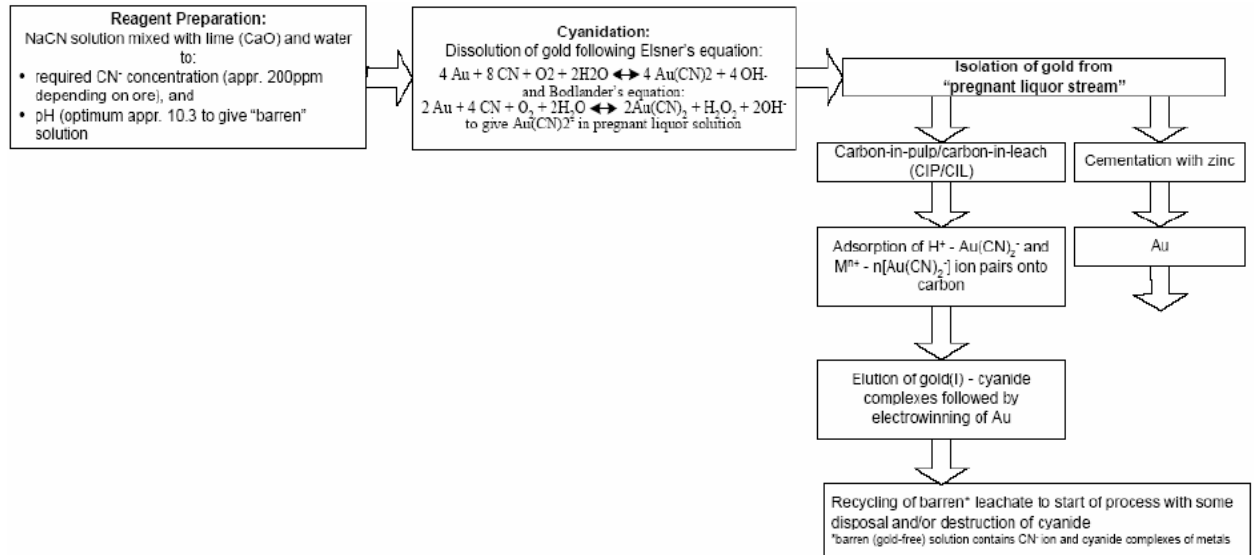 Reagent Preparation:
NaCN solution mixed with lime (CaO) and water
to:
• required CN⁻ concentration (appr. 200ppm
depending on ore), and
• pH (optimum appr. 10.3 to give “barren”
solution
Cyanidation:
Dissolution of gold following Elsner’s equation:
4 Au + 8 CN + O2 + 2H2O ↔ 4 Au(CN)2 + 4 OH-
and Bodlander’s equation:
2 Au + 4 CN + O₂ + 2H₂O ↔ 2Au(CN)₂ + H₂O₂ + 2OH⁻
to give Au(CN)2⁻ in pregnant liquor solution
Isolation of gold from
“pregnant liquor stream”
Carbon-in-pulp/carbon-in-leach
(CIP/CIL)
Adsorption of H⁺ - Au(CN)₂⁻ and
Mⁿ⁺ - n[Au(CN)₂⁻] ion pairs onto
carbon
Elution of gold(I) - cyanide
complexes followed by
electrowinning of Au
Recycling of barren* leachate to start of process with some
disposal and/or destruction of cyanide
*barren (gold-free) solution contains CN⁻ ion and cyanide complexes of metals
Cementation with zinc
Au